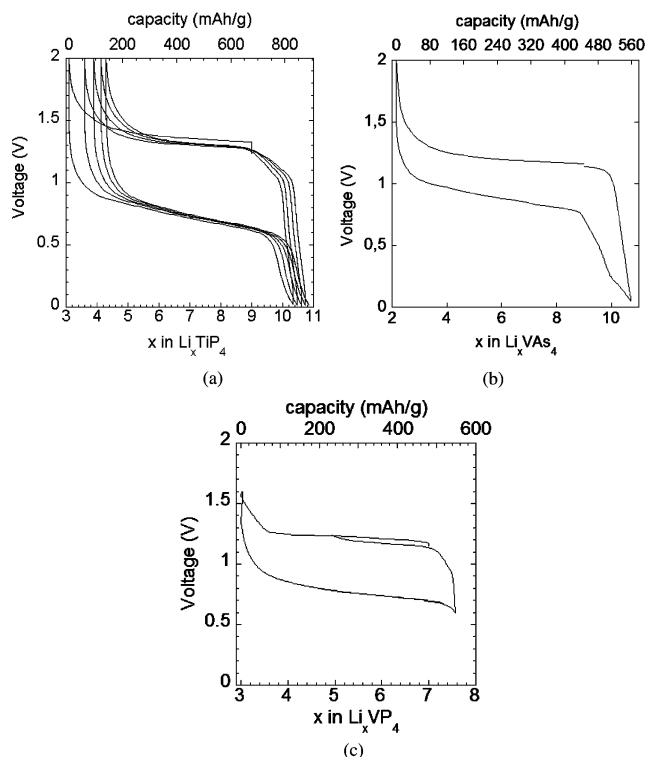 capacity (mAh/g)
0 200 400 600 800
2
1.5
1
0.5
0
Voltage (V)
3 4 5 6 7 8 9 10 11
x in LiₓTiP₄
(a)
capacity (mAh/g)
0 80 160 240 320 400 480 560
2
1.5
1
0,5
0
Voltage (V)
2 4 6 8 10
x in LiₓVAs₄
(b)
capacity (mAh/g)
0 200 400 600
2
1.5
1
0.5
0
Voltage (V)
3 4 5 6 7 8
x in LiₓVP₄
(c)